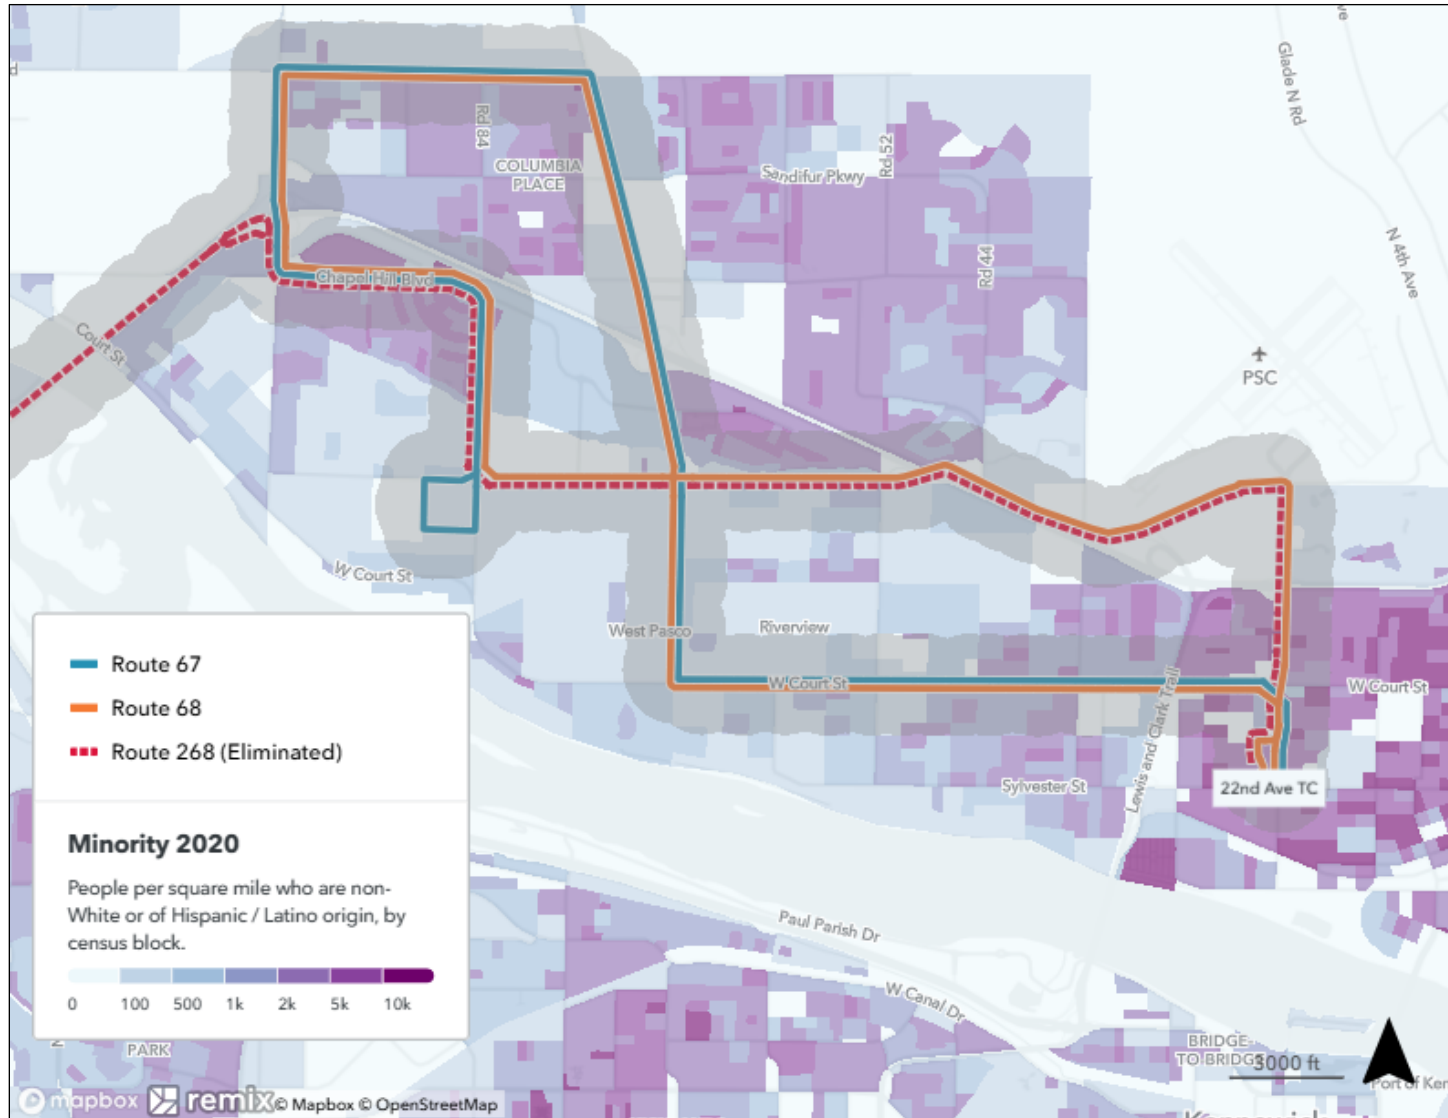 ve
Glade N Rd
d
Rd 84
Rd 52
COLUMBIA
PLACE
Sandifur Pkwy
N 4th Ave
Rd 44
Chapel Hill Blvd
Court St
PSC
W Court St
West Pasco
Riverview
W Court St
W Court St
Lewis and Clark Trail
Sylvester St
22nd Ave TC
Route 67
Route 68
Route 268 (Eliminated)
Minority 2020
People per square mile who are non-
White or of Hispanic / Latino origin, by
census block.
0 100 500 1k 2k 5k 10k
Paul Parish Dr
W Canal Dr
PARK
BRIDGE-
TO BRIDGE
3000 ft
Port of Ken
mapbox remix © Mapbox © OpenStreetMap